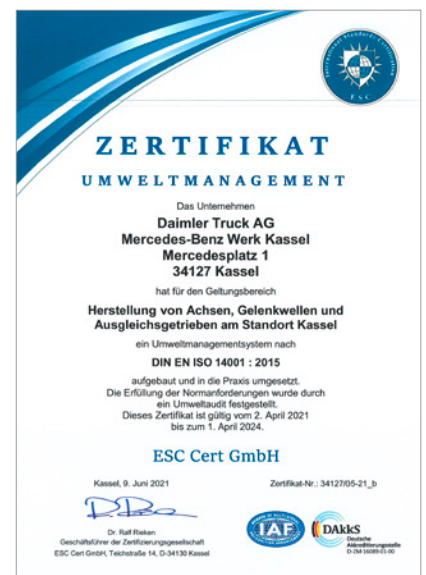 International Standards Certification
ESC
ZERTIFIKAT
UMWELTMANAGEMENT
Das Unternehmen
Daimler Truck AG
Mercedes-Benz Werk Kassel
Mercedesplatz 1
34127 Kassel
hat für den Geltungsbereich
Herstellung von Achsen, Gelenkwellen und
Ausgleichsgetrieben am Standort Kassel
ein Umweltmanagementsystem nach
DIN EN ISO 14001 : 2015
aufgebaut und in die Praxis umgesetzt.
Die Erfüllung der Normanforderungen wurde durch
ein Umweltaudit festgestellt.
Dieses Zertifikat ist gültig vom 2. April 2021
bis zum 1. April 2024.
ESC Cert GmbH
Kassel, 9. Juni 2021
Zertifikat-Nr.: 34127/05-21_b
Dr. Ralf Rieken
Geschäftsführer der Zertifizierungsgesellschaft
ESC Cert GmbH, Teichstraße 14, D-34130 Kassel
IAF
DAkkS
Deutsche
Akkreditierungsstelle
D-ZM-16089-01-00